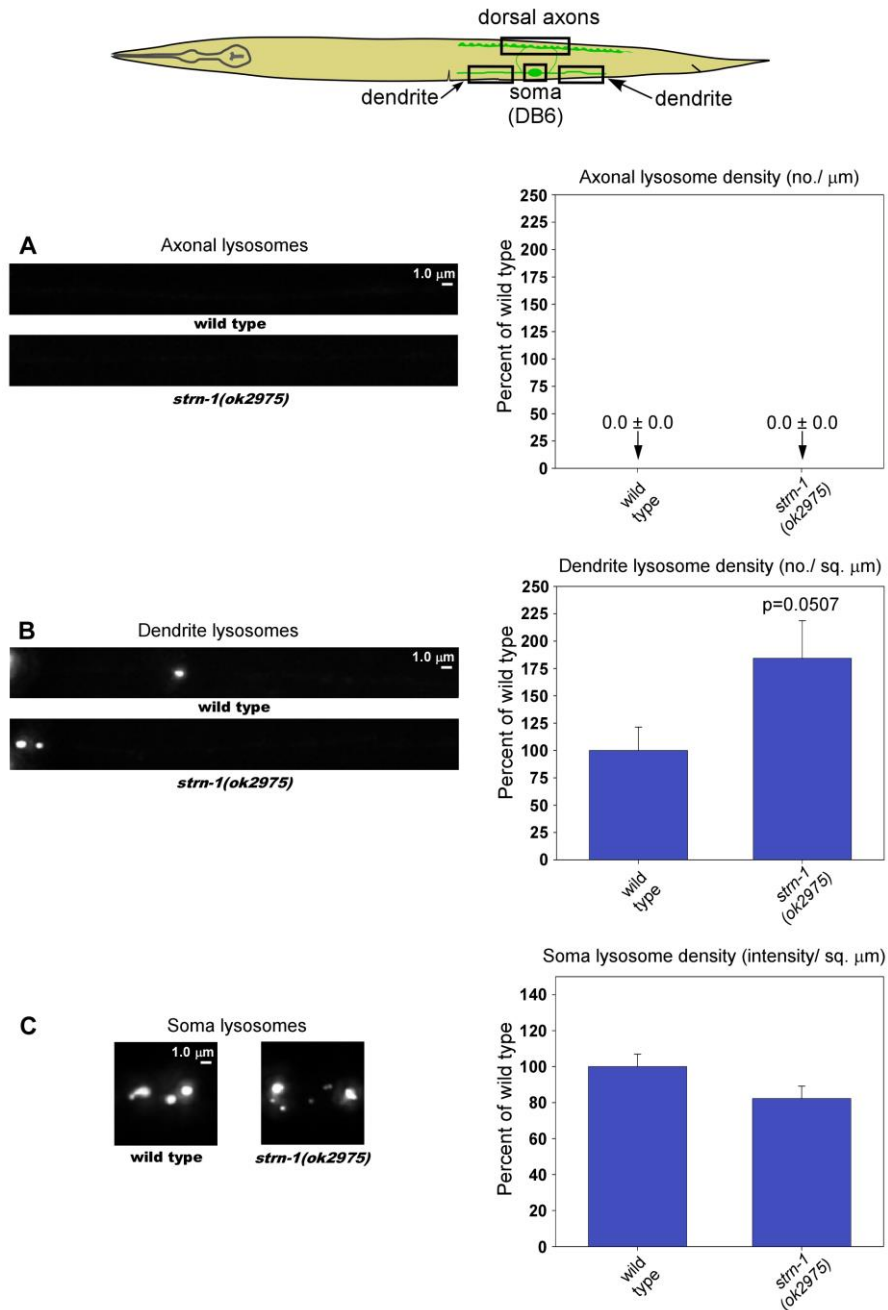 dorsal axons
dendrite
soma
(DB6)
dendrite
A
Axonal lysosomes
1.0 μm
wild type
strn-1(ok2975)
Axonal lysosome density (no./ μm)
Percent of wild type
250
225
200
175
150
125
100
75
50
25
0
0.0 ± 0.0
0.0 ± 0.0
wild
type
strn-1
(ok2975)
B
Dendrite lysosomes
1.0 μm
wild type
strn-1(ok2975)
Dendrite lysosome density (no./ sq. μm)
Percent of wild type
250
225
200
175
150
125
100
75
50
25
0
p=0.0507
wild
type
strn-1
(ok2975)
C
Soma lysosomes
1.0 μm
wild type
strn-1(ok2975)
Soma lysosome density (intensity/ sq. μm)
Percent of wild type
140
120
100
80
60
40
20
0
wild
type
strn-1
(ok2975)